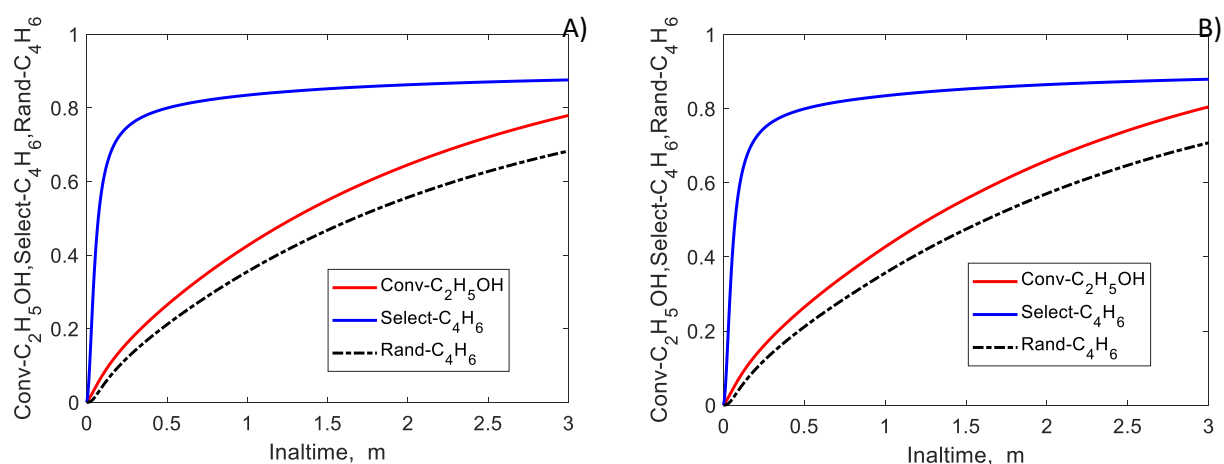 A)
Conv-C2H5OH,Select-C4H6,Rand-C4H6
1
0.8
0.6
0.4
0.2
0
Conv-C2H5OH
Select-C4H6
Rand-C4H6
0 0.5 1 1.5 2 2.5 3
Inaltime, m
B)
Conv-C2H5OH,Select-C4H6,Rand-C4H6
1
0.8
0.6
0.4
0.2
0
Conv-C2H5OH
Select-C4H6
Rand-C4H6
0 0.5 1 1.5 2 2.5 3
Inaltime, m